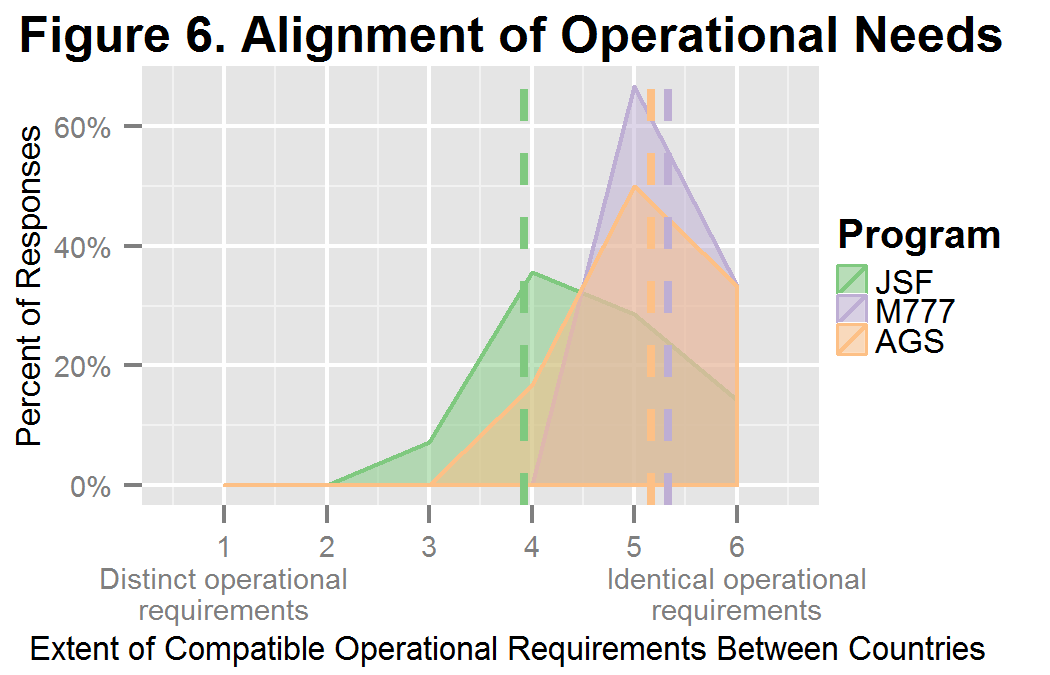 Figure 6. Alignment of Operational Needs
Percent of Responses
60%
40%
20%
0%
1 2 3 4 5 6
Distinct operational requirements
Identical operational requirements
Extent of Compatible Operational Requirements Between Countries
Program
JSF
M777
AGS